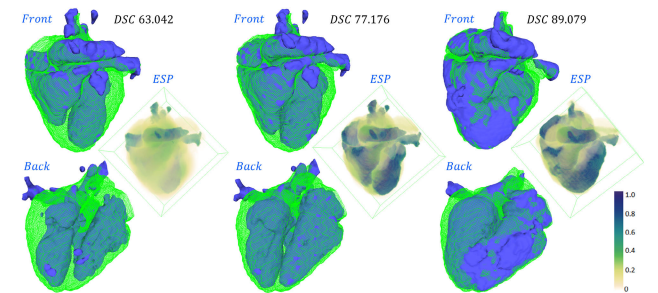 Front DSC 63.042
Front DSC 77.176
Front DSC 89.079
ESP
ESP
ESP
Back
Back
Back
1.0
0.8
0.6
0.4
0.2
0